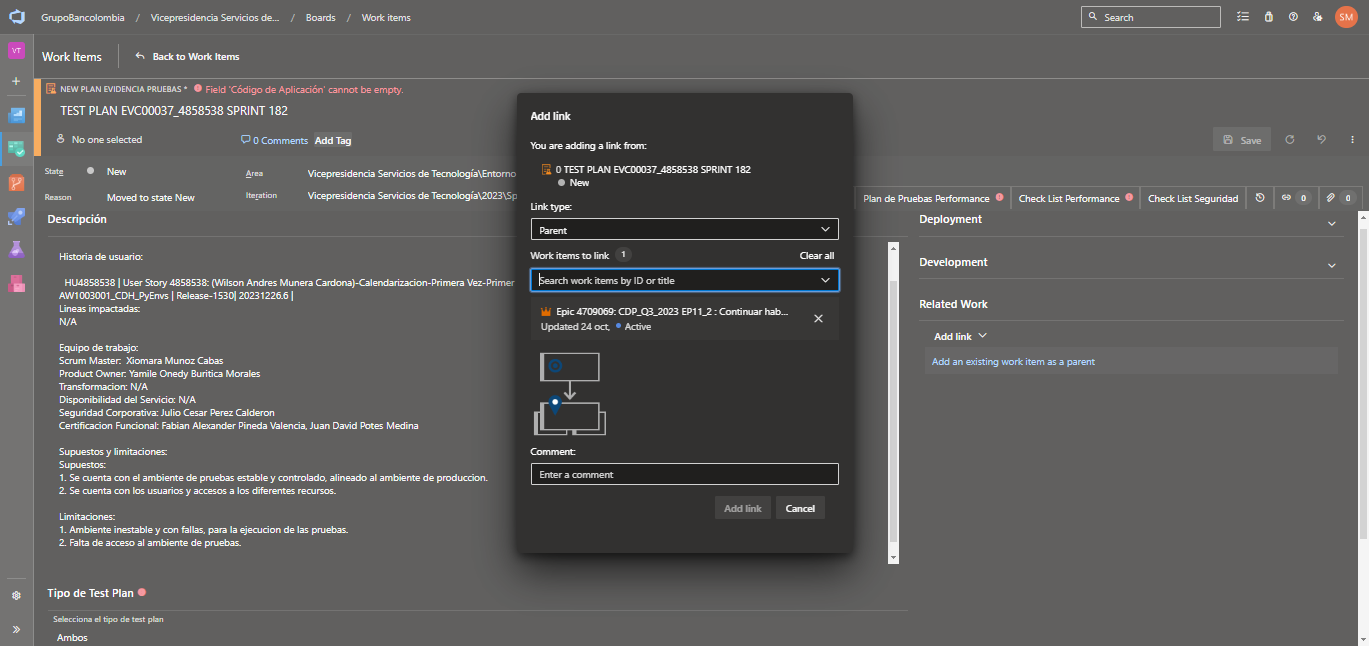 GrupoBancolombia / Vicepresidencia Servicios de... / Boards / Work items
Search
SM
VT
Work Items
Back to Work Items
NEW PLAN EVIDENCIA PRUEBAS * Field 'Código de Aplicación' cannot be empty.
TEST PLAN EVC00037_4858538 SPRINT 182
No one selected
0 Comments
Add Tag
Save
State
New
Area
Vicepresidencia Servicios de Tecnología\Entorno
Reason
Moved to state New
Iteration
Vicepresidencia Servicios de Tecnología\2023\Sp
Plan de Pruebas Performance
Check List Performance
Check List Seguridad
0
0
Descripción
Historia de usuario:
HU4858538 | User Story 4858538: (Wilson Andres Munera Cardona)-Calendarizacion-Primera Vez-Primer
AW1003001_CDH_PyEnvs | Release-1530| 20231226.6 |
Lineas impactadas:
N/A
Equipo de trabajo:
Scrum Master: Xiomara Munoz Cabas
Product Owner: Yamile Onedy Buritica Morales
Transformacion: N/A
Disponibilidad del Servicio: N/A
Seguridad Corporativa: Julio Cesar Perez Calderon
Certificacion Funcional: Fabian Alexander Pineda Valencia, Juan David Potes Medina
Supuestos y limitaciones:
Supuestos:
1. Se cuenta con el ambiente de pruebas estable y controlado, alineado al ambiente de produccion.
2. Se cuenta con los usuarios y accesos a los diferentes recursos.
Limitaciones:
1. Ambiente inestable y con fallas, para la ejecucion de las pruebas.
2. Falta de acceso al ambiente de pruebas.
Tipo de Test Plan
Selecciona el tipo de test plan
Ambos
Add link
You are adding a link from:
0 TEST PLAN EVC00037_4858538 SPRINT 182
New
Link type:
Parent
Work items to link 1
Clear all
Search work items by ID or title
Epic 4709069: CDP_Q3_2023 EP11_2 : Continuar hab...
Updated 24 oct, Active
Comment:
Enter a comment
Add link
Cancel
Deployment
Development
Related Work
Add link
Add an existing work item as a parent